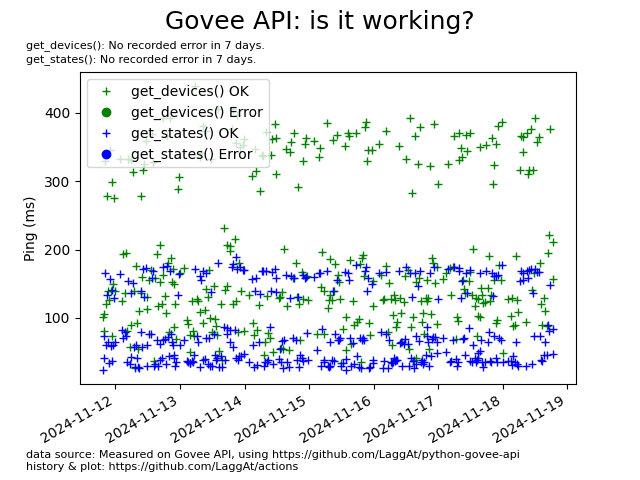 Govee API: is it working?
get_devices(): No recorded error in 7 days.
get_states(): No recorded error in 7 days.
get_devices() OK
get_devices() Error
get_states() OK
get_states() Error
Ping (ms)
400
300
200
100
2024-11-12
2024-11-13
2024-11-14
2024-11-15
2024-11-16
2024-11-17
2024-11-18
2024-11-19
data source: Measured on Govee API, using https://github.com/LaggAt/python-govee-api
history & plot: https://github.com/LaggAt/actions